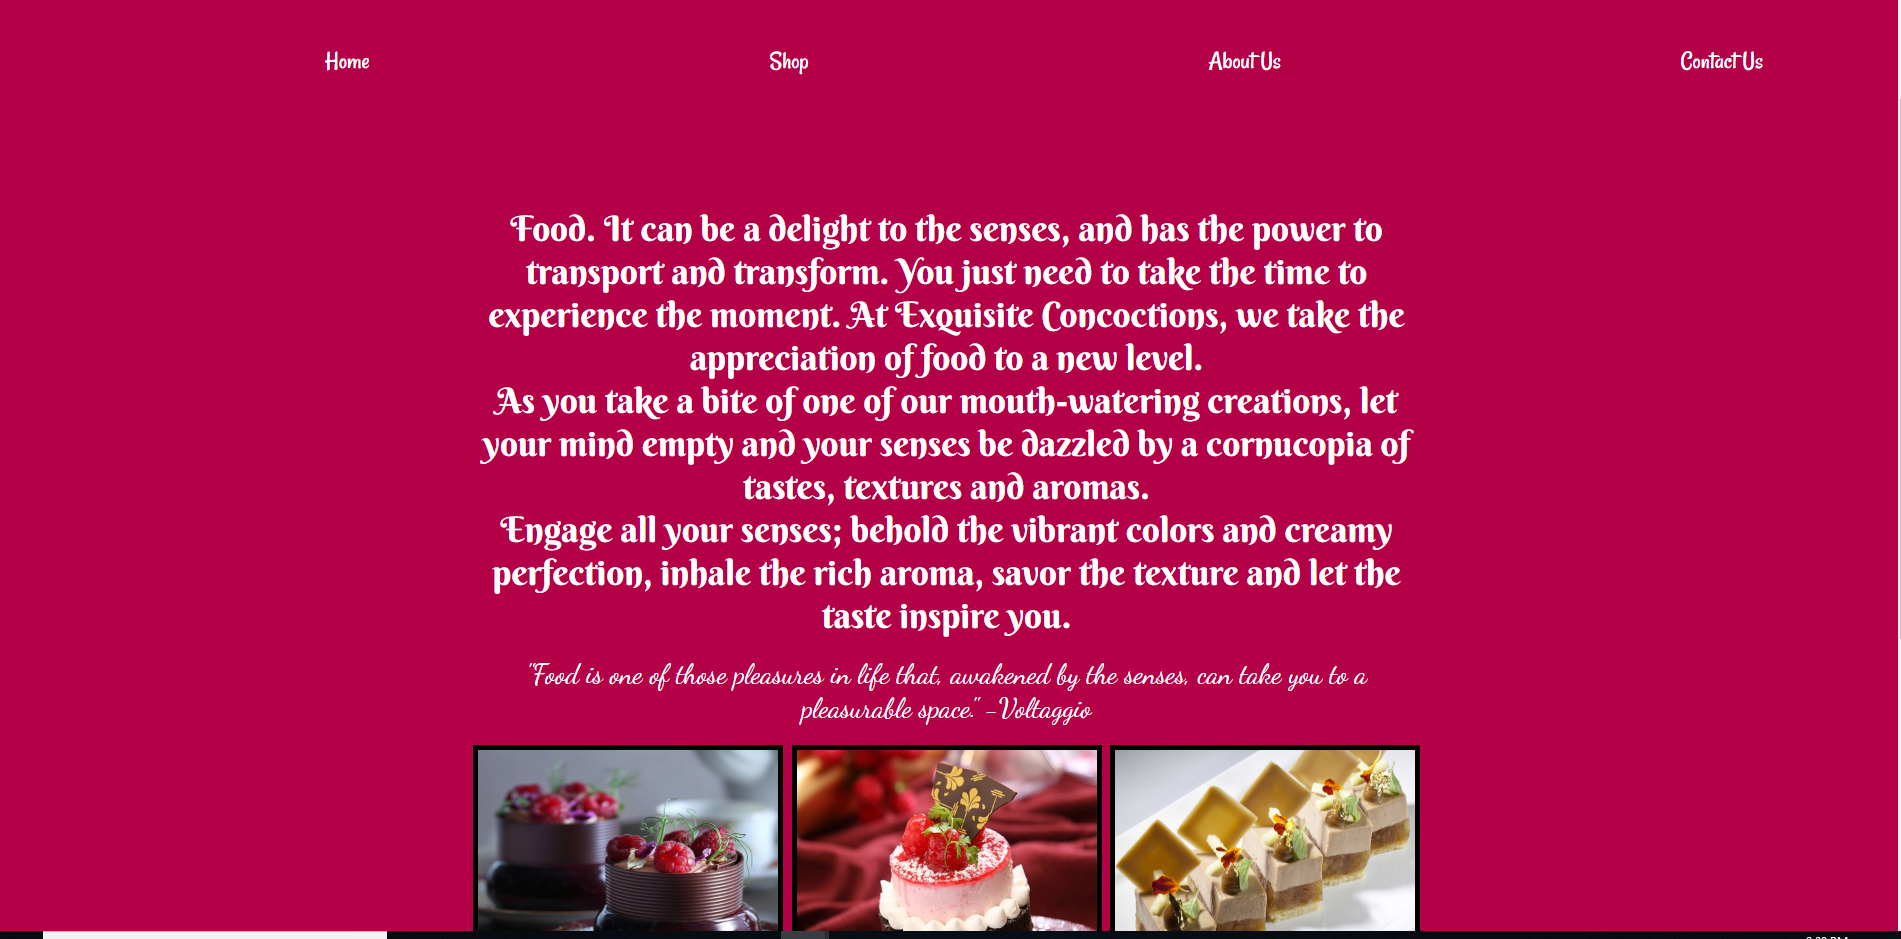 Home Shop About Us Contact Us
Food. It can be a delight to the senses, and has the power to
transport and transform. You just need to take the time to
experience the moment. At Exquisite Concoctions, we take the
appreciation of food to a new level.
As you take a bite of one of our mouth-watering creations, let
your mind empty and your senses be dazzled by a cornucopia of
tastes, textures and aromas.
Engage all your senses; behold the vibrant colors and creamy
perfection, inhale the rich aroma, savor the texture and let the
taste inspire you.
"Food is one of those pleasures in life that, awakened by the senses, can take you to a
pleasurable space." -Voltaggio